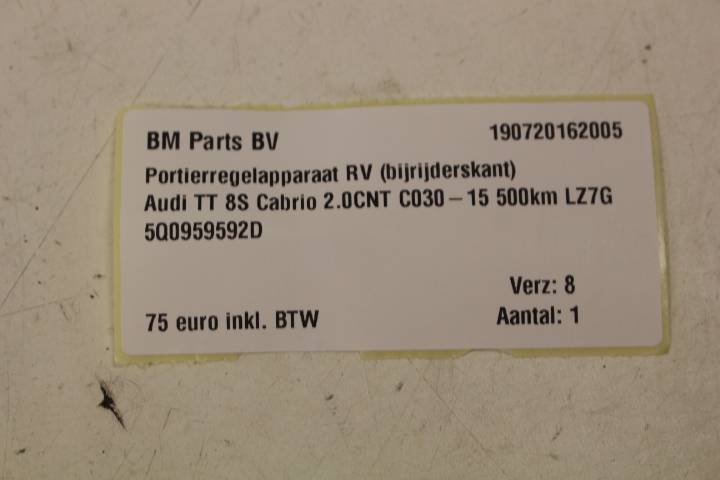 BM Parts BV 190720162005
Portierregelapparaat RV (bijrijderskant)
Audi TT 8S Cabrio 2.0CNT C030 – 15 500km LZ7G
5Q0959592D
Verz: 8
75 euro inkl. BTW Aantal: 1